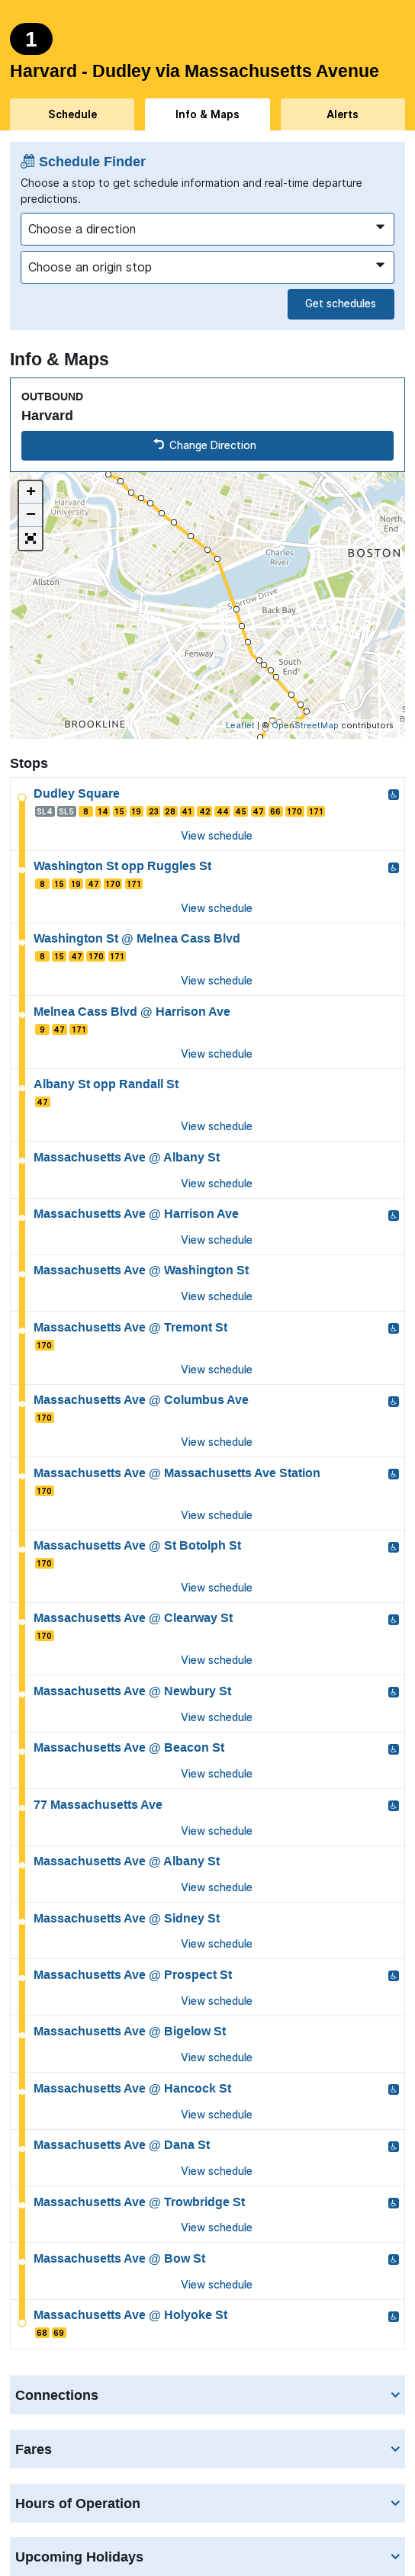 1
Harvard - Dudley via Massachusetts Avenue
Schedule
Info & Maps
Alerts
Schedule Finder
Choose a stop to get schedule information and real-time departure
predictions.
Choose a direction
Choose an origin stop
Get schedules
Info & Maps
OUTBOUND
Harvard
Change Direction
+
−
Harvard
University
North
End
BOSTON
Charles
River
Allston
Storrow Drive
Back Bay
Fenway
South
End
BROOKLINE
Leaflet | © OpenStreetMap contributors
Stops
Dudley Square
SL4 SL5 8 14 15 19 23 28 41 42 44 45 47 66 170 171
View schedule
Washington St opp Ruggles St
8 15 19 47 170 171
View schedule
Washington St @ Melnea Cass Blvd
8 15 47 170 171
View schedule
Melnea Cass Blvd @ Harrison Ave
9 47 171
View schedule
Albany St opp Randall St
47
View schedule
Massachusetts Ave @ Albany St
View schedule
Massachusetts Ave @ Harrison Ave
View schedule
Massachusetts Ave @ Washington St
View schedule
Massachusetts Ave @ Tremont St
170
View schedule
Massachusetts Ave @ Columbus Ave
170
View schedule
Massachusetts Ave @ Massachusetts Ave Station
170
View schedule
Massachusetts Ave @ St Botolph St
170
View schedule
Massachusetts Ave @ Clearway St
170
View schedule
Massachusetts Ave @ Newbury St
View schedule
Massachusetts Ave @ Beacon St
View schedule
77 Massachusetts Ave
View schedule
Massachusetts Ave @ Albany St
View schedule
Massachusetts Ave @ Sidney St
View schedule
Massachusetts Ave @ Prospect St
View schedule
Massachusetts Ave @ Bigelow St
View schedule
Massachusetts Ave @ Hancock St
View schedule
Massachusetts Ave @ Dana St
View schedule
Massachusetts Ave @ Trowbridge St
View schedule
Massachusetts Ave @ Bow St
View schedule
Massachusetts Ave @ Holyoke St
68 69
Connections
Fares
Hours of Operation
Upcoming Holidays